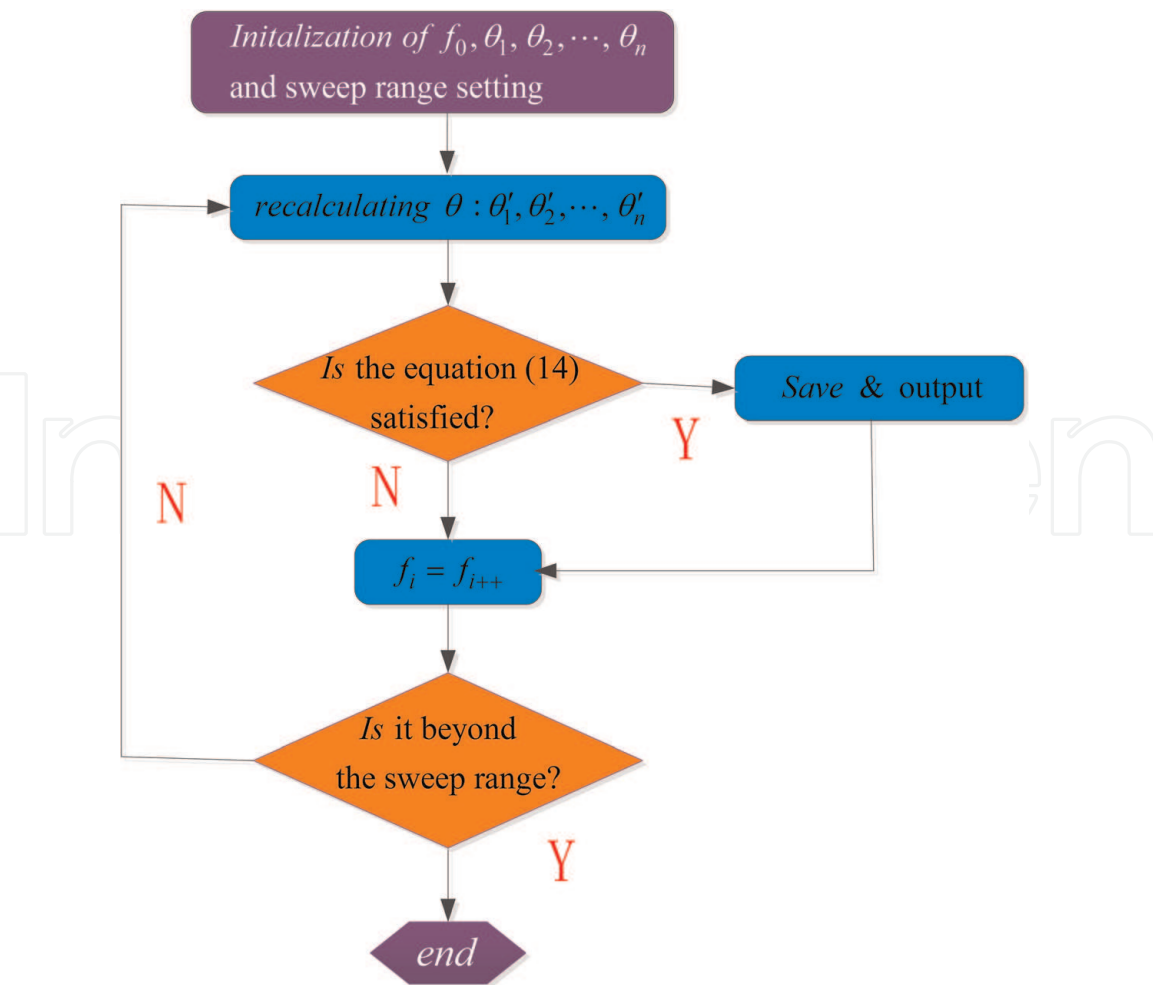 Initalization of f₀, θ₁, θ₂, ⋯, θₙ
and sweep range setting
recalculating θ : θ′₁, θ′₂, ⋯, θ′ₙ
Is the equation (14)
satisfied?
Save & output
Y
N
N
fᵢ = fᵢ₊₊
Is it beyond
the sweep range?
Y
end